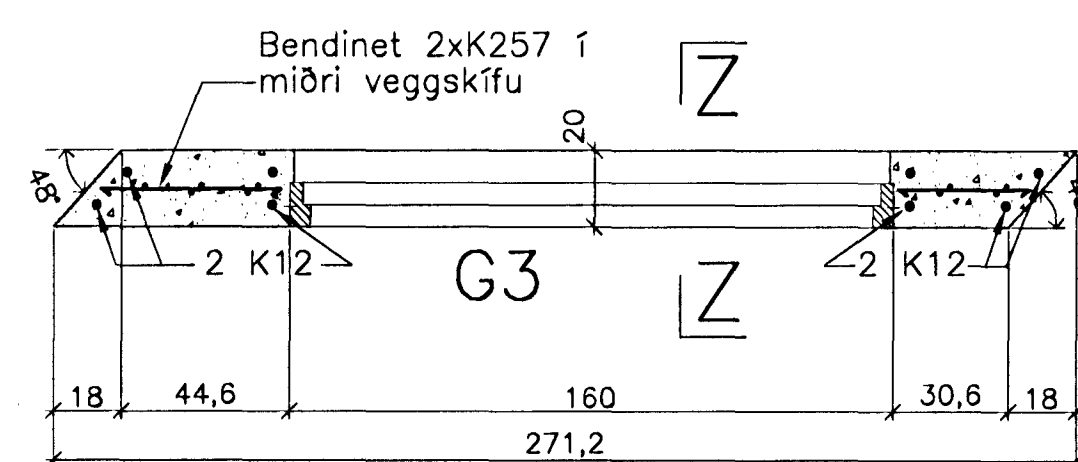 Bendinet 2xK257 í
miðri veggskífu
Z
20
48°
2 K12
G3
2 K12
Z
18
44,6
160
30,6
18
271,2